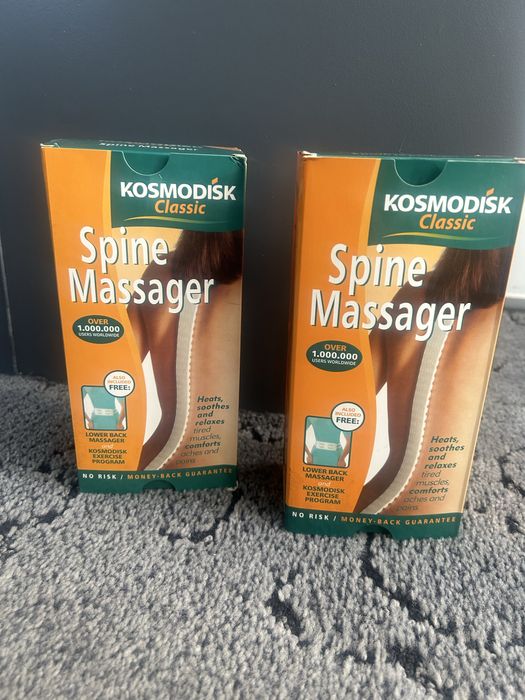 KOSMODISK
Classic
Spine
Massager
OVER
1.000.000
USERS WORLDWIDE
ALSO INCLUDED
FREE:
LOWER BACK
MASSAGER
and
KOSMODISK
EXERCISE
PROGRAM
Heats,
soothes
and
relaxes
tired
muscles,
comforts
aches and
pains
NO RISK / MONEY-BACK GUARANTEE
KOSMODISK
Classic
Spine
Massager
OVER
1.000.000
USERS WORLDWIDE
ALSO INCLUDED
FREE:
LOWER BACK
MASSAGER
and
KOSMODISK
EXERCISE
PROGRAM
Heats,
soothes
and
relaxes
tired
muscles,
comforts
aches and
pains
NO RISK / MONEY-BACK GUARANTEE